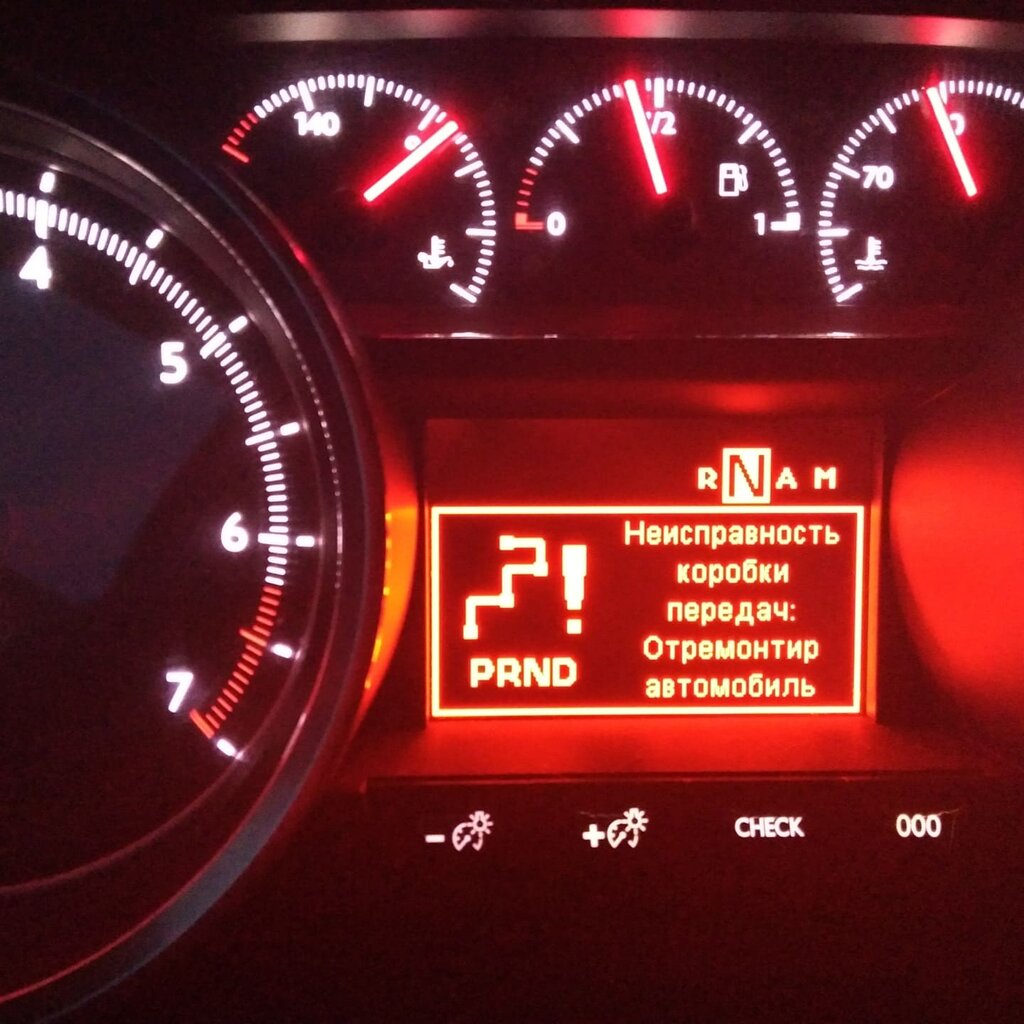 140
1/2
0
1
70
4
5
6
7
R N A M
Неисправность
коробки
передач:
Отремонтир
автомобиль
PRND
-
+
CHECK
000